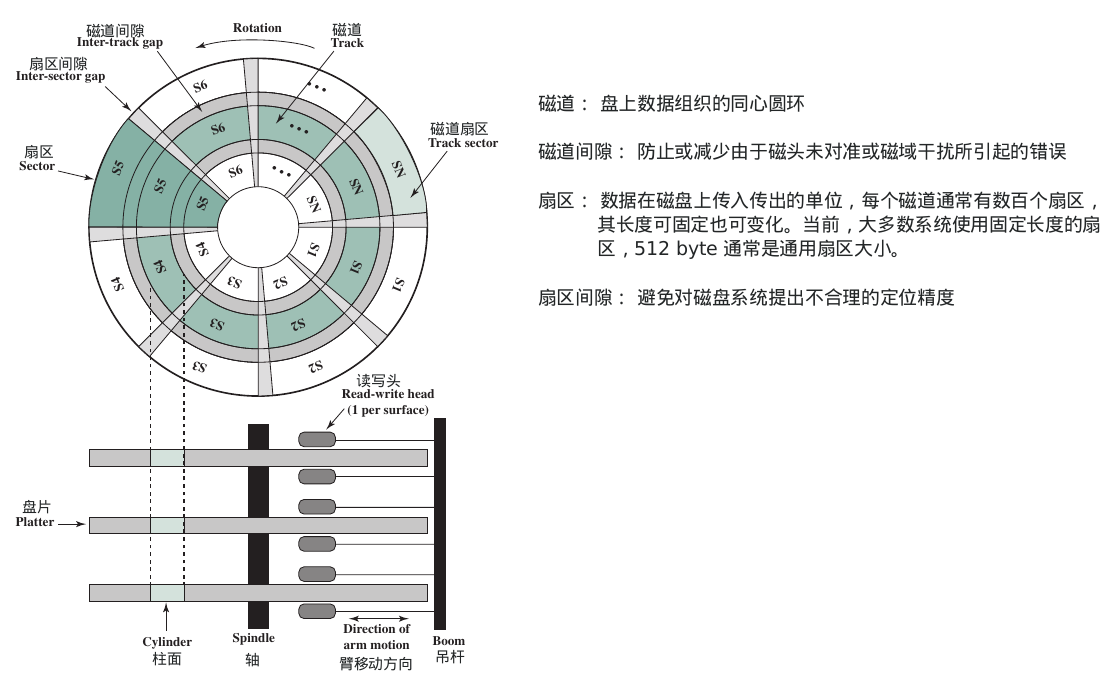 磁道间隙
Inter-track gap
Rotation
磁道
Track
扇区间隙
Inter-sector gap
磁道扇区
Track sector
扇区
Sector
S6
•••
S6
•••
S6
•••
SN
SN
SN
S5
S5
S5
S4
S4
S4
S1
S1
S1
S3
S3
S3
S2
S2
S2
读写头
Read-write head
(1 per surface)
盘片
Platter
Cylinder
柱面
Spindle
轴
Direction of
arm motion
臂移动方向
Boom
吊杆
磁道： 盘上数据组织的同心圆环
磁道间隙： 防止或减少由于磁头未对准或磁域干扰所引起的错误
扇区： 数据在磁盘上传入传出的单位，每个磁道通常有数百个扇区，
其长度可固定也可变化。当前，大多数系统使用固定长度的扇
区，512 byte 通常是通用扇区大小。
扇区间隙： 避免对磁盘系统提出不合理的定位精度